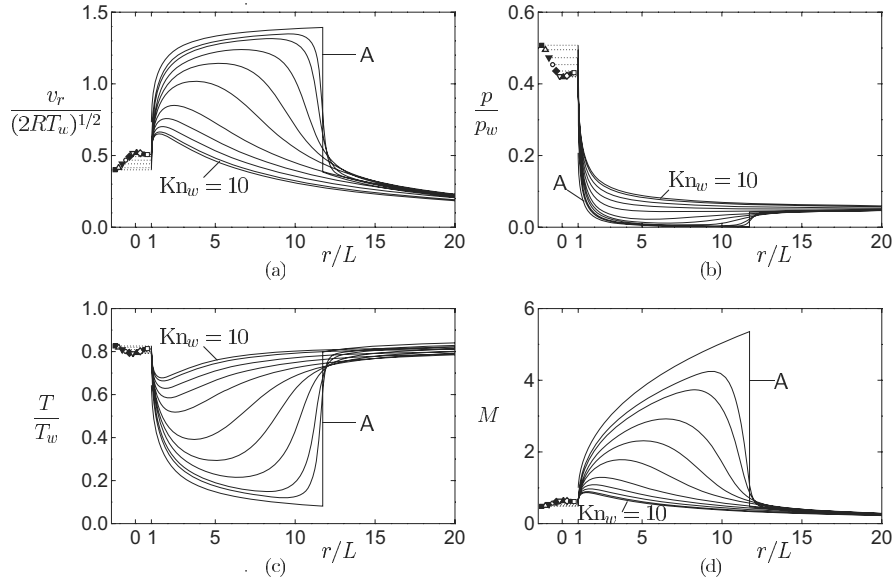 1.5
1.0
0.5
0.0
v_r
(2RT_w)^{1/2}
A
Kn_w = 10
0 1 5 10 15 20
r/L
(a)
0.6
0.4
0.2
0.0
p
p_w
A
Kn_w = 10
0 1 5 10 15 20
r/L
(b)
1.0
0.8
0.6
0.4
0.2
0.0
T
T_w
Kn_w = 10
A
0 1 5 10 15 20
r/L
(c)
6
4
2
0
M
A
Kn_w = 10
0 1 5 10 15 20
r/L
(d)